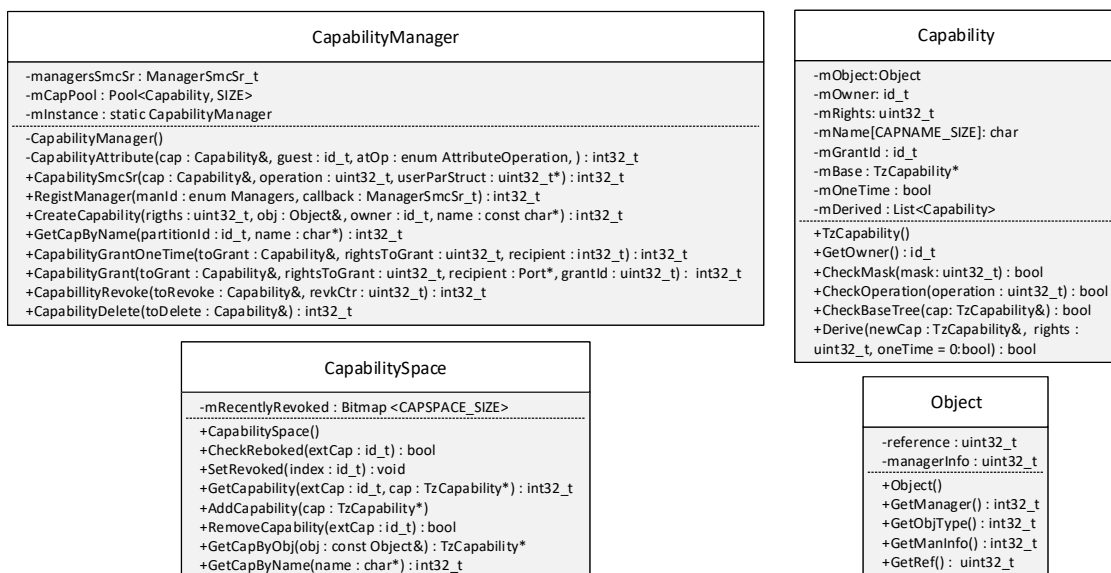 CapabilityManager
-managersSmcSr : ManagerSmcSr_t
-mCapPool : Pool<Capability, SIZE>
-mInstance : static CapabilityManager
-CapabilityManager()
-CapabilityAttribute(cap : Capability&, guest : id_t, atOp : enum AttributeOperation, ) : int32_t
+CapabilitySmcSr(cap : Capability&, operation : uint32_t, userParStruct : uint32_t*) : int32_t
+RegistManager(manId : enum Managers, callback : ManagerSmcSr_t) : int32_t
+CreateCapability(rigths : uint32_t, obj : Object&, owner : id_t, name : const char*) : int32_t
+GetCapByName(partitionId : id_t, name : char*) : int32_t
+CapabilityGrantOneTime(toGrant : Capability&, rightsToGrant : uint32_t, recipient : int32_t) : int32_t
+CapabilityGrant(toGrant : Capability&, rightsToGrant : uint32_t, recipient : Port*, grantId : uint32_t) : int32_t
+CapabillityRevoke(toRevoke : Capability&, revkCtr : uint32_t) : int32_t
+CapabilityDelete(toDelete : Capability&) : int32_t
Capability
-mObject:Object
-mOwner: id_t
-mRights: uint32_t
-mName[CAPNAME_SIZE]: char
-mGrantId : id_t
-mBase : TzCapability*
-mOneTime : bool
-mDerived : List<Capability>
+TzCapability()
+GetOwner() : id_t
+CheckMask(mask: uint32_t) : bool
+CheckOperation(operation : uint32_t) : bool
+CheckBaseTree(cap: TzCapability&) : bool
+Derive(newCap : TzCapability&, rights :
uint32_t, oneTime = 0:bool) : bool
CapabilitySpace
-mRecentlyRevoked : Bitmap <CAPSPACE_SIZE>
+CapabilitySpace()
+CheckReboked(extCap : id_t) : bool
+SetRevoked(index : id_t) : void
+GetCapability(extCap : id_t, cap : TzCapability*) : int32_t
+AddCapability(cap : TzCapability*)
+RemoveCapability(extCap : id_t) : bool
+GetCapByObj(obj : const Object&) : TzCapability*
+GetCapByName(name : char*) : int32_t
Object
-reference : uint32_t
-managerInfo : uint32_t
+Object()
+GetManager() : int32_t
+GetObjType() : int32_t
+GetManInfo() : int32_t
+GetRef() : uint32_t